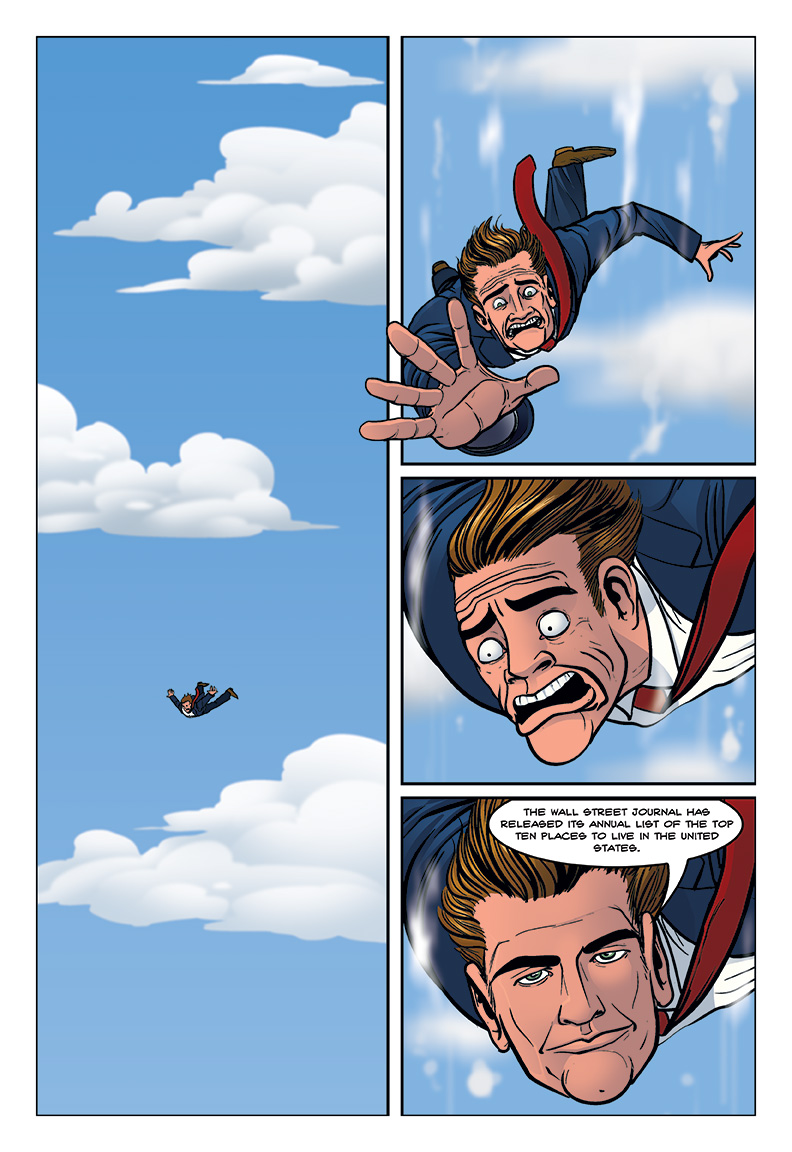 THE WALL STREET JOURNAL HAS
RELEASED ITS ANNUAL LIST OF THE TOP
TEN PLACES TO LIVE IN THE UNITED
STATES.